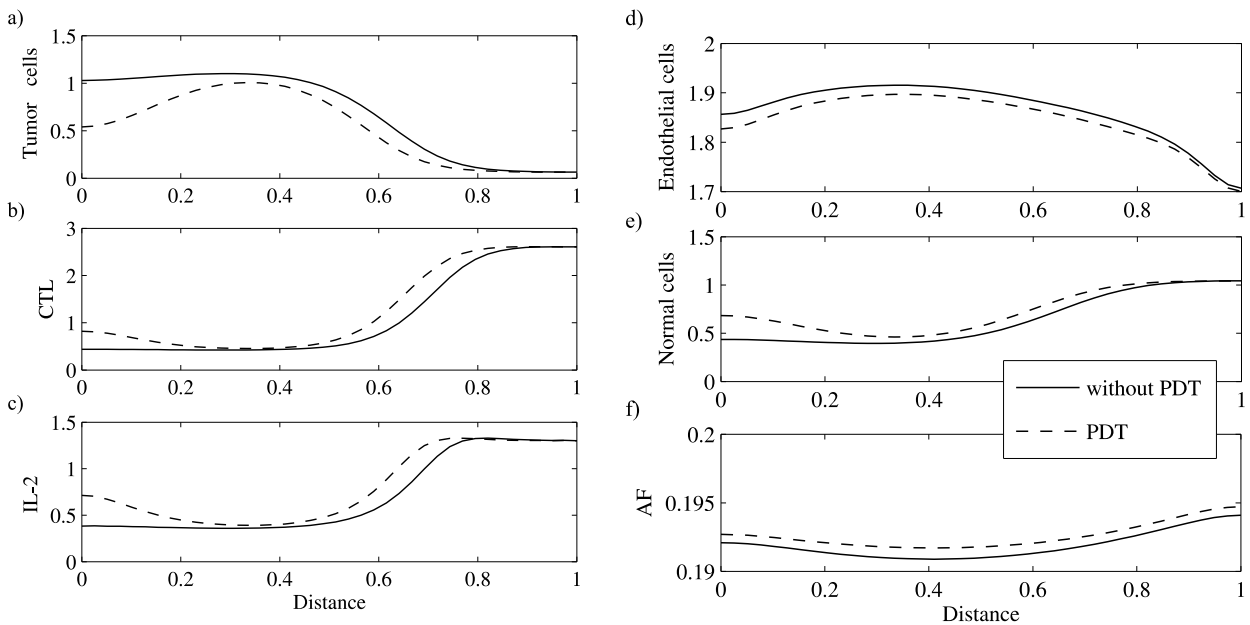 a)
Tumor cells
1.5
1
0.5
0
0 0.2 0.4 0.6 0.8 1
b)
CTL
3
2
1
0
0 0.2 0.4 0.6 0.8 1
c)
IL-2
1.5
1
0.5
0
0 0.2 0.4 0.6 0.8 1
Distance
d)
Endothelial cells
2
1.9
1.8
1.7
0 0.2 0.4 0.6 0.8 1
e)
Normal cells
1.5
1
0.5
0
0 0.2 0.4 0.6 0.8 1
without PDT
PDT
f)
AF
0.2
0.195
0.19
0 0.2 0.4 0.6 0.8 1
Distance